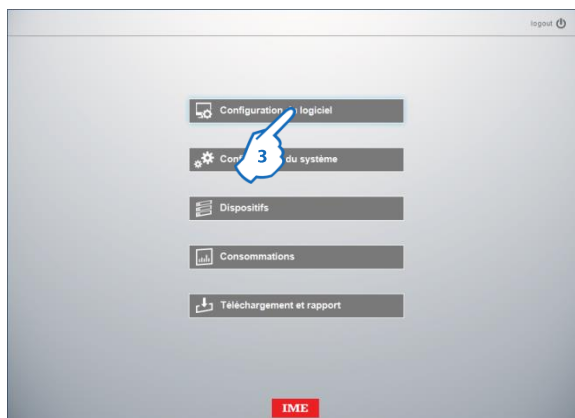 logout
Configuration logiciel
3
du système
Dispositifs
Consommations
Téléchargement et rapport
IME